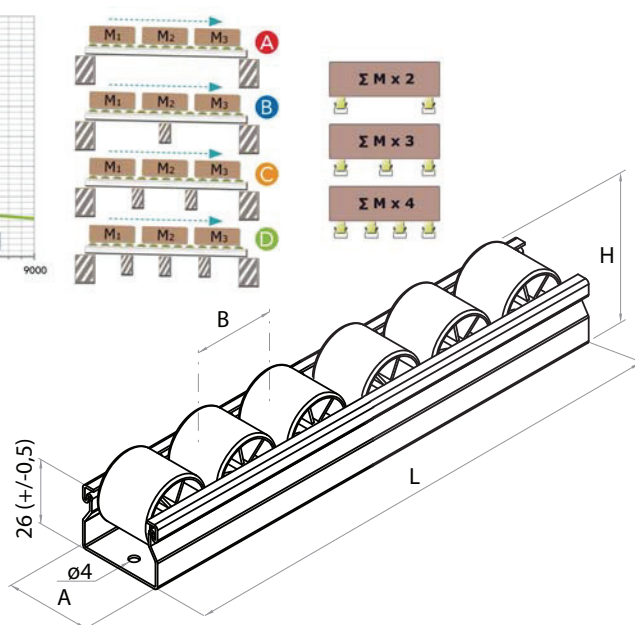 M1 M2 M3 A
M1 M2 M3 B
M1 M2 M3 C
M1 M2 M3 D
Σ M x 2
Σ M x 3
Σ M x 4
9000
H
B
L
26 (+/-0,5)
ø4
A